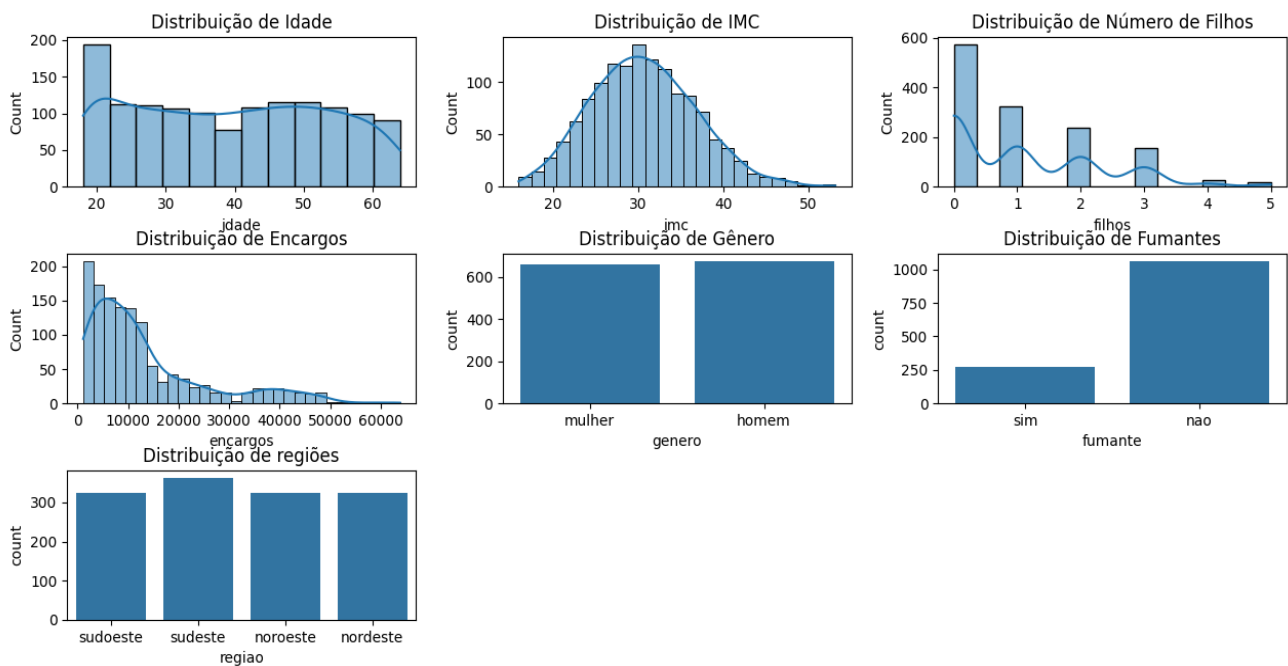 Distribuição de Idade
200
150
100
50
0
Count
20 30 40 50 60
idade
Distribuição de IMC
100
50
0
Count
20 30 40 50
imc
Distribuição de Número de Filhos
600
400
200
0
Count
0 1 2 3 4 5
filhos
Distribuição de Encargos
200
150
100
50
0
Count
0 10000 20000 30000 40000 50000 60000
encargos
Distribuição de Gênero
600
400
200
0
count
mulher homem
genero
Distribuição de Fumantes
1000
750
500
250
0
count
sim nao
fumante
Distribuição de regiões
300
200
100
0
count
sudoeste sudeste noroeste nordeste
regiao